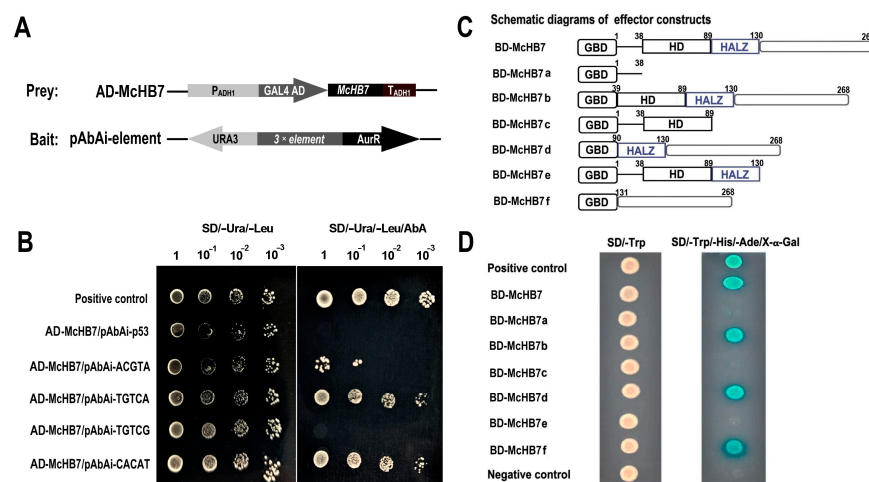 A
Prey: AD-McHB7 PADH1 GAL4 AD McHB7 TADH1
Bait: pAbAi-element URA3 3 × element AurR
B
SD/-Ura/-Leu SD/-Ura/-Leu/AbA
1 10⁻¹ 10⁻² 10⁻³ 1 10⁻¹ 10⁻² 10⁻³
Positive control
AD-McHB7/pAbAi-p53
AD-McHB7/pAbAi-ACGTA
AD-McHB7/pAbAi-TGTCA
AD-McHB7/pAbAi-TGTCG
AD-McHB7/pAbAi-CACAT
C
Schematic diagrams of effector constructs
1 38 89 130
BD-McHB7 GBD HD HALZ
1 38
BD-McHB7a GBD
39 89 130 268
BD-McHB7b GBD HD HALZ
1 38 89
BD-McHB7c GBD HD
90 130 268
BD-McHB7d GBD HALZ
1 38 89 130
BD-McHB7e GBD HD HALZ
131 268
BD-McHB7f GBD
D
SD/-Trp SD/-Trp/-His/-Ade/X-α-Gal
Positive control
BD-McHB7
BD-McHB7a
BD-McHB7b
BD-McHB7c
BD-McHB7d
BD-McHB7e
BD-McHB7f
Negative control